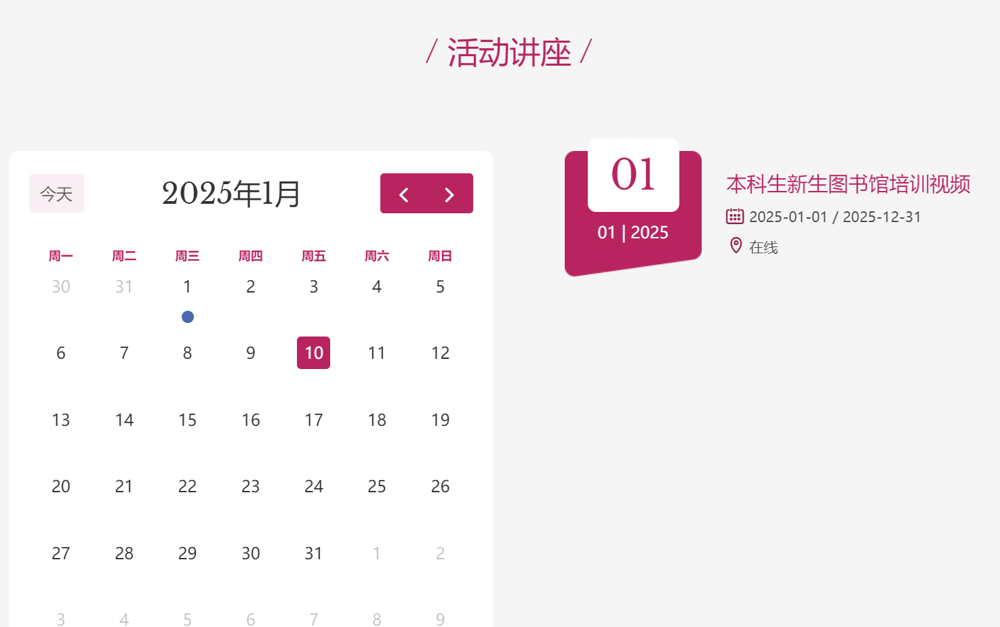 / 活动讲座 /
今天
2025年1月
周一 周二 周三 周四 周五 周六 周日
30 31 1 2 3 4 5
6 7 8 9 10 11 12
13 14 15 16 17 18 19
20 21 22 23 24 25 26
27 28 29 30 31 1 2
3 4 5 6 7 8 9
01
01 | 2025
本科生新生图书馆培训视频
2025-01-01 / 2025-12-31
在线